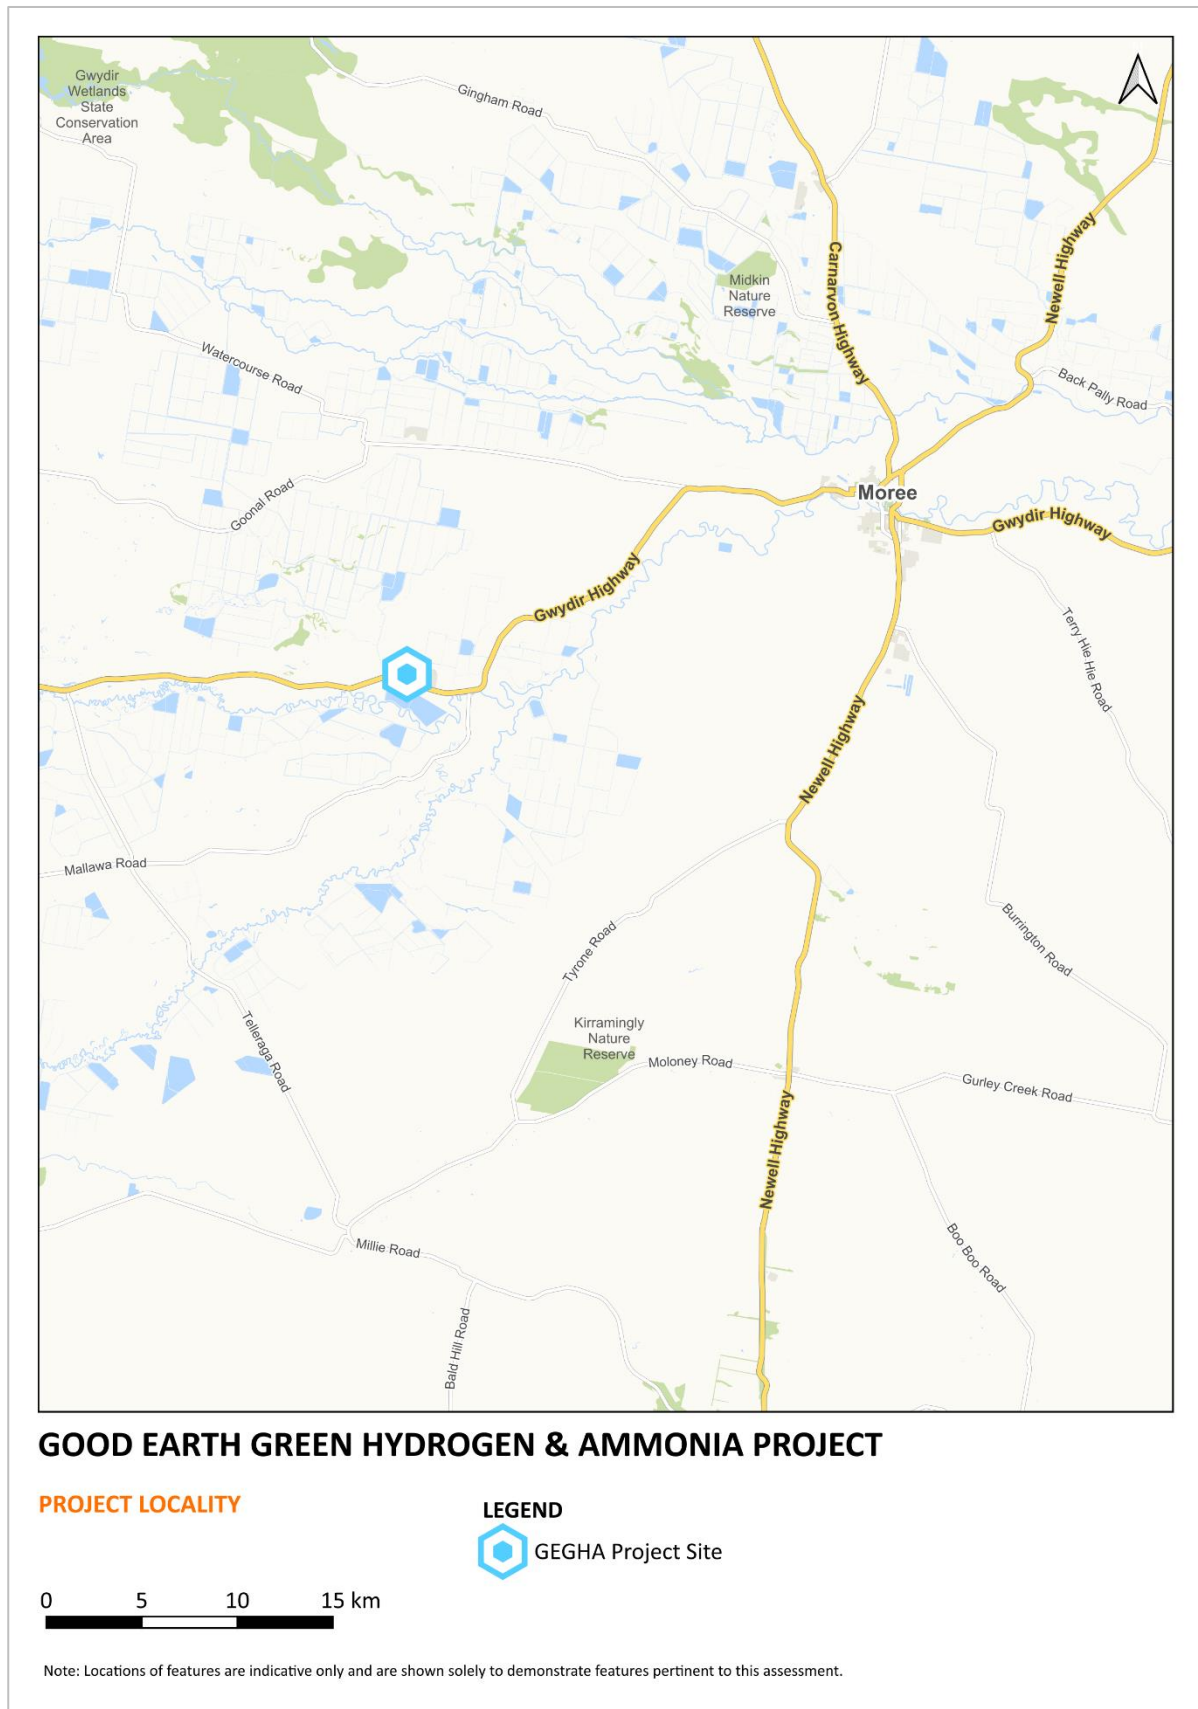 Gwydir
Wetlands
State
Conservation
Area
Gingham Road
Carnarvon Highway
Newell Highway
Midkin
Nature
Reserve
Watercourse Road
Back Pally Road
Goonal Road
Moree
Gwydir Highway
Gwydir Highway
Terry Hie Hie Road
Newell Highway
Mallawa Road
Tyrone Road
Burrington Road
Telleraga Road
Kirramingly
Nature
Reserve
Moloney Road
Gurley Creek Road
Newell Highway
Boo Boo Road
Millie Road
Bald Hill Road
GOOD EARTH GREEN HYDROGEN & AMMONIA PROJECT
PROJECT LOCALITY
LEGEND
GEGHA Project Site
0 5 10 15 km
Note: Locations of features are indicative only and are shown solely to demonstrate features pertinent to this assessment.